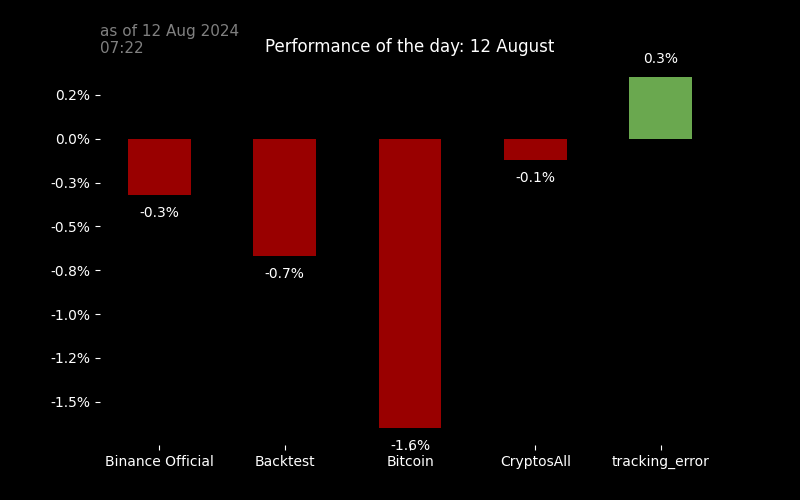 as of 12 Aug 2024
07:22
Performance of the day: 12 August
0.3%
0.2%
0.0%
-0.3%
-0.5%
-0.8%
-1.0%
-1.2%
-1.5%
-0.3%
-0.7%
-1.6%
-0.1%
Binance Official
Backtest
Bitcoin
CryptosAll
tracking_error